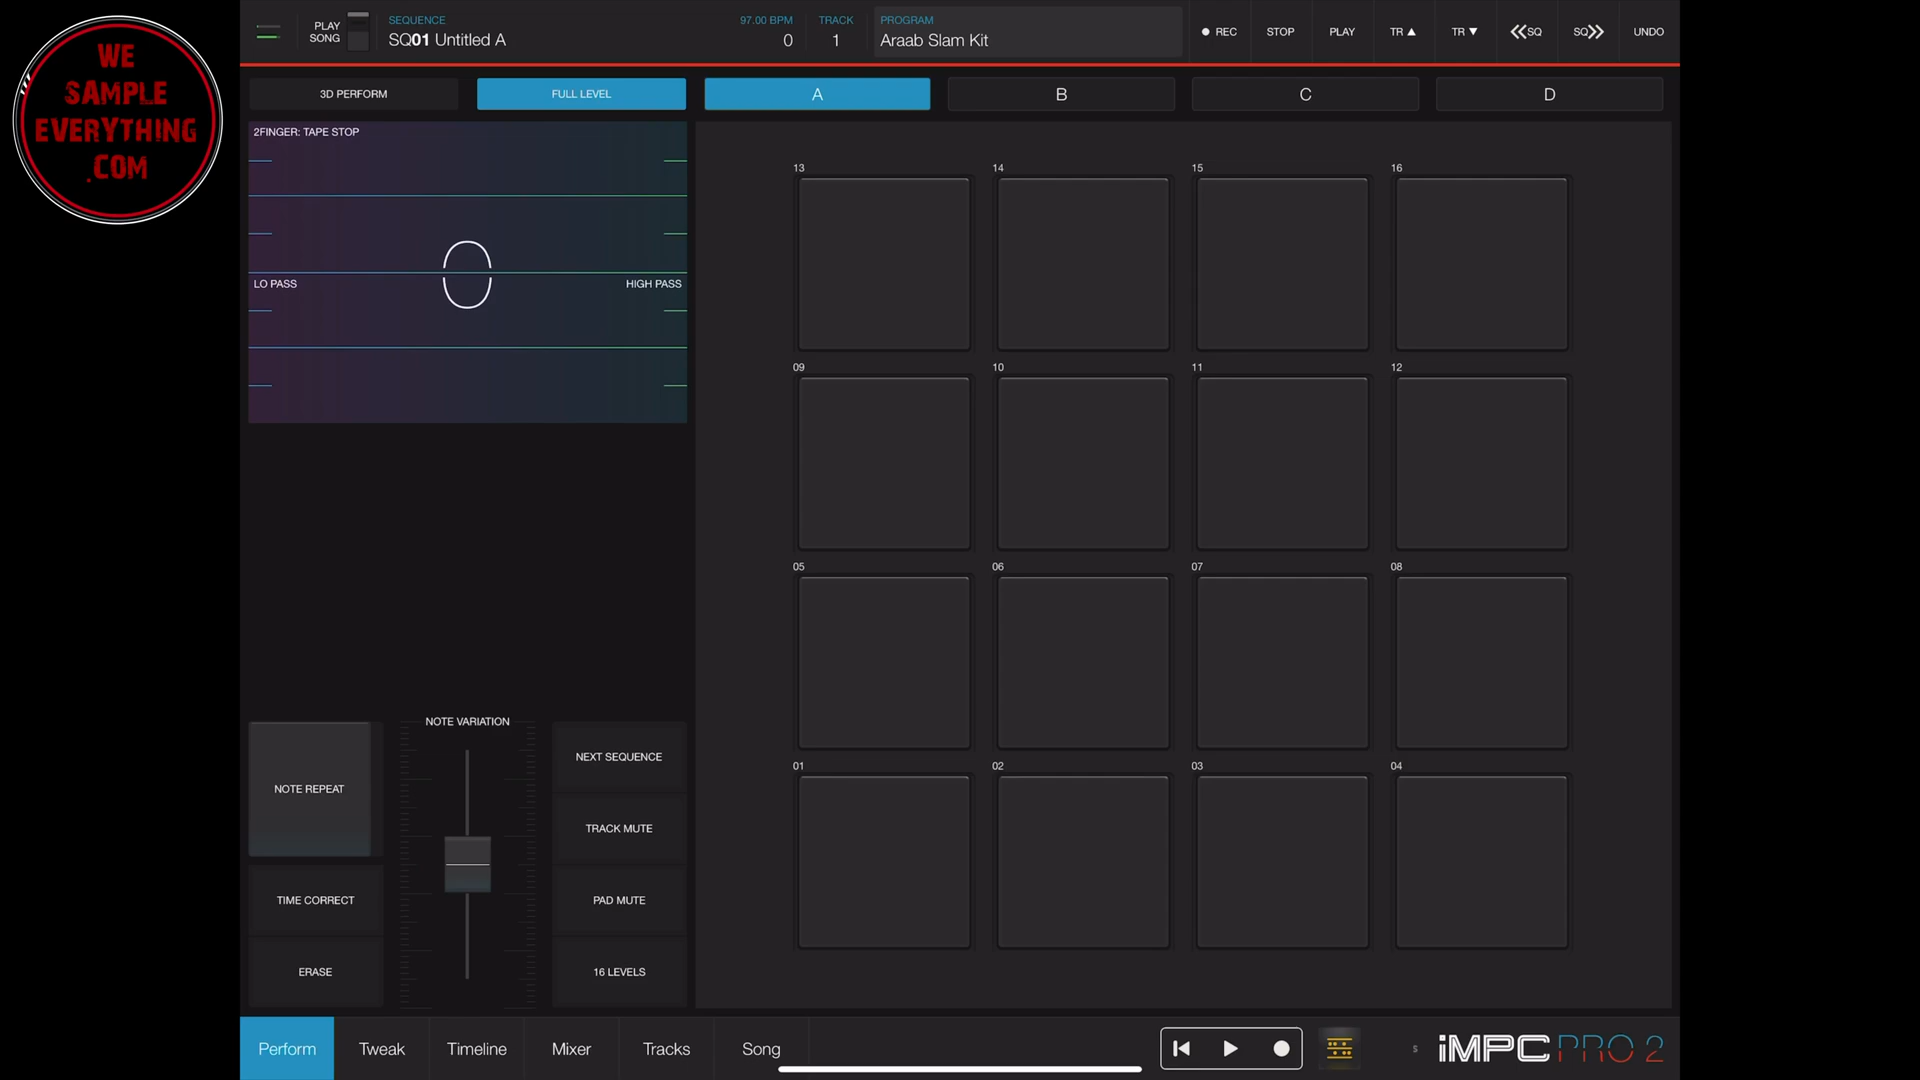 WE
SAMPLE
EVERYTHING
.COM
PLAY
SONG
SEQUENCE
SQ01 Untitled A
97.00 BPM
0
TRACK
1
PROGRAM
Araab Slam Kit
REC
STOP
PLAY
TR
TR
SQ
SQ
UNDO
3D PERFORM
FULL LEVEL
A
B
C
D
2FINGER: TAPE STOP
LO PASS
HIGH PASS
13
14
15
16
09
10
11
12
05
06
07
08
01
02
03
04
NOTE REPEAT
NOTE VARIATION
NEXT SEQUENCE
TRACK MUTE
TIME CORRECT
PAD MUTE
ERASE
16 LEVELS
Perform
Tweak
Timeline
Mixer
Tracks
Song
S
iMPC PRO 2